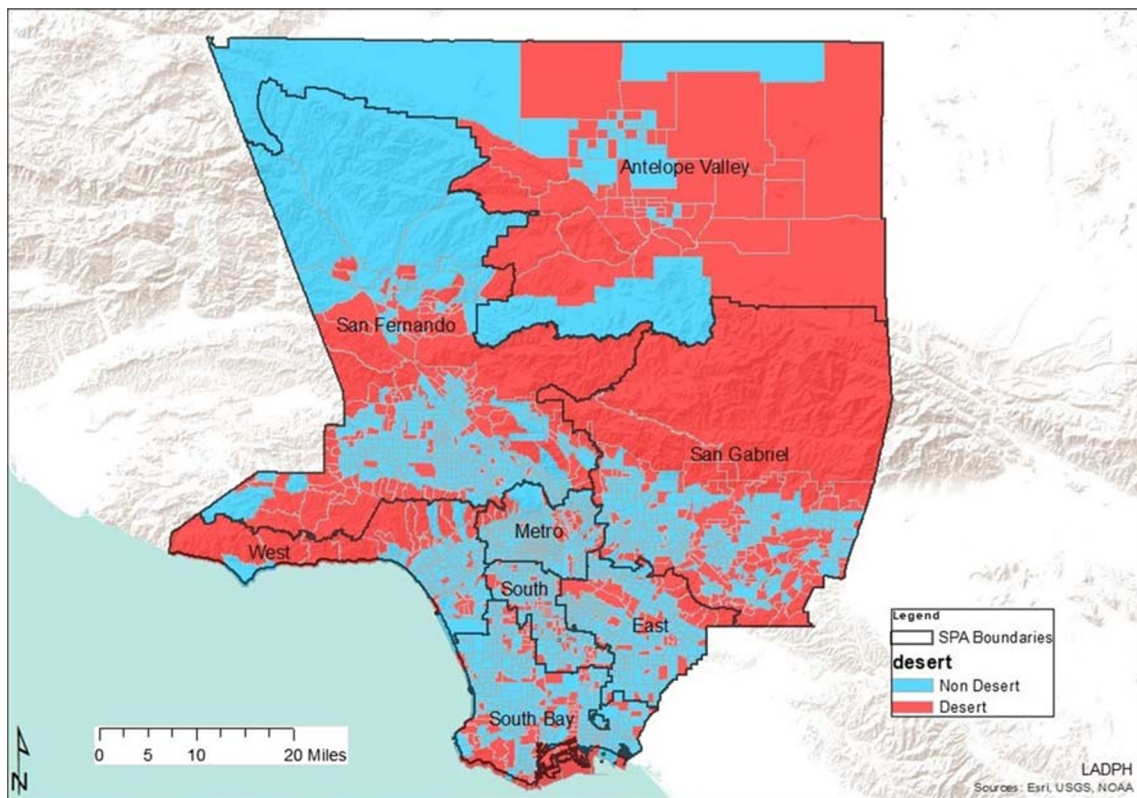 Antelope Valley
San Fernando
San Gabriel
Metro
West
South
East
South Bay
Legend
SPA Boundaries
desert
Non Desert
Desert
0 5 10 20 Miles
N
LADPH
Sources: Esri, USGS, NOAA